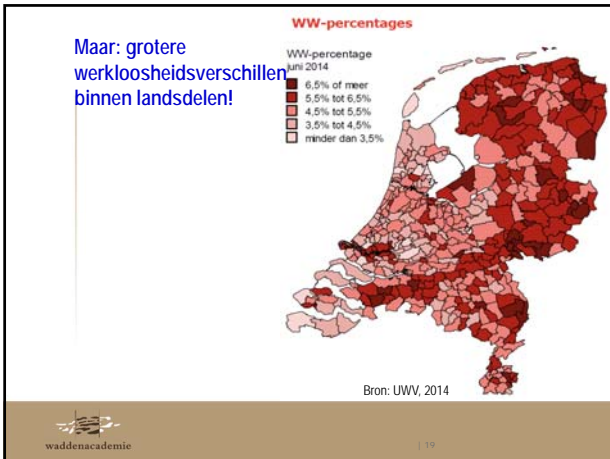 WW-percentages
Maar: grotere
werkloosheidsverschillen
binnen landsdelen!
WW-percentage
juni 2014
6,5% of meer
5,5% tot 6,5%
4,5% tot 5,5%
3,5% tot 4,5%
minder dan 3,5%
Bron: UWV, 2014
waddenacademie
| 19